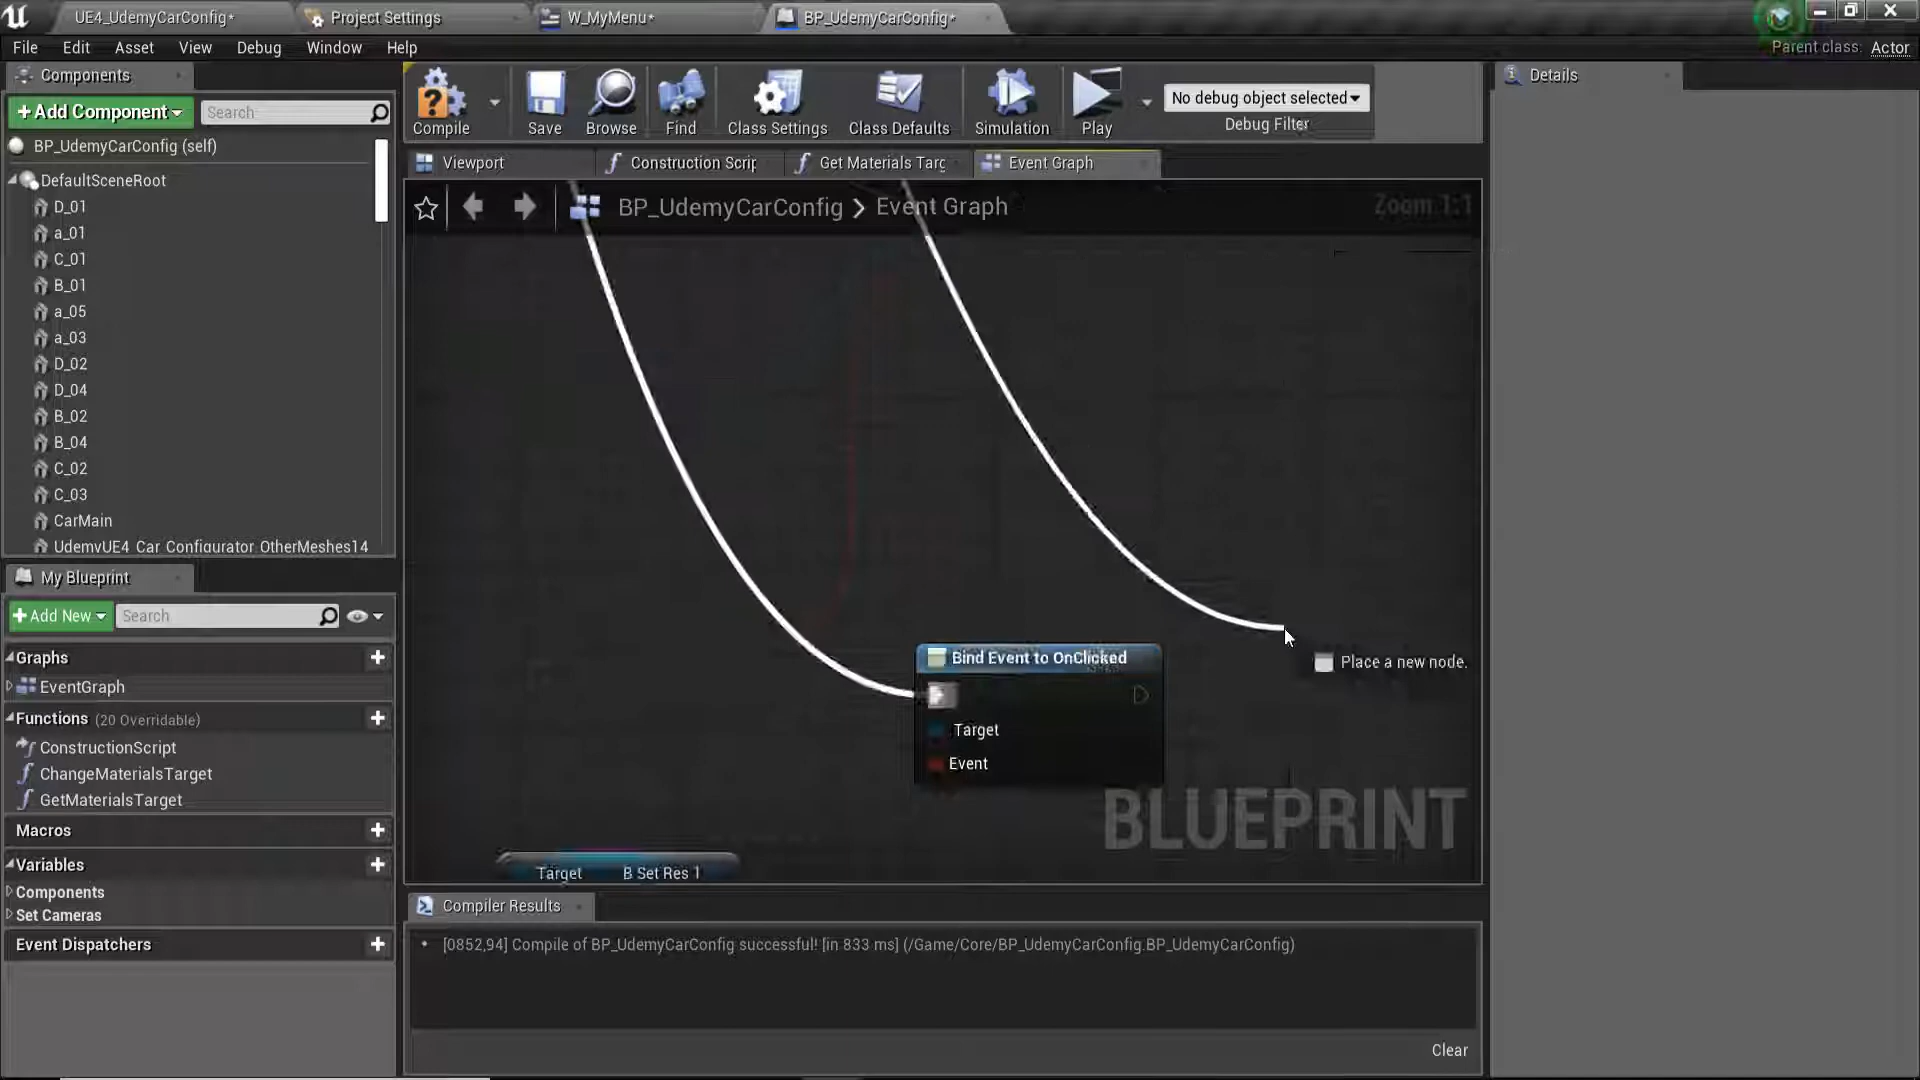 UE4_UdemyCarConfig*
Project Settings
W_MyMenu*
BP_UdemyCarConfig*
File
Edit
Asset
View
Debug
Window
Help
Parent class: Actor
Components
+Add Component
Search
BP_UdemyCarConfig (self)
DefaultSceneRoot
D_01
a_01
C_01
B_01
a_05
a_03
D_02
D_04
B_02
B_04
C_02
C_03
CarMain
UdemyUE4_Car_Configurator_OtherMeshes14
Compile
Save
Browse
Find
Class Settings
Class Defaults
Simulation
Play
No debug object selected
Debug Filter
Details
Viewport
Construction Scrip
Get Materials Targ
Event Graph
BP_UdemyCarConfig > Event Graph
Zoom 1:1
Place a new node.
Bind Event to OnClicked
Target
Event
BLUEPRINT
Target
B Set Res 1
My Blueprint
+Add New
Search
Graphs
EventGraph
Functions (20 Overridable)
ConstructionScript
ChangeMaterialsTarget
GetMaterialsTarget
Macros
Variables
Components
Set Cameras
Event Dispatchers
Compiler Results
• [0852,94] Compile of BP_UdemyCarConfig successful! [in 833 ms] (/Game/Core/BP_UdemyCarConfig.BP_UdemyCarConfig)
Clear